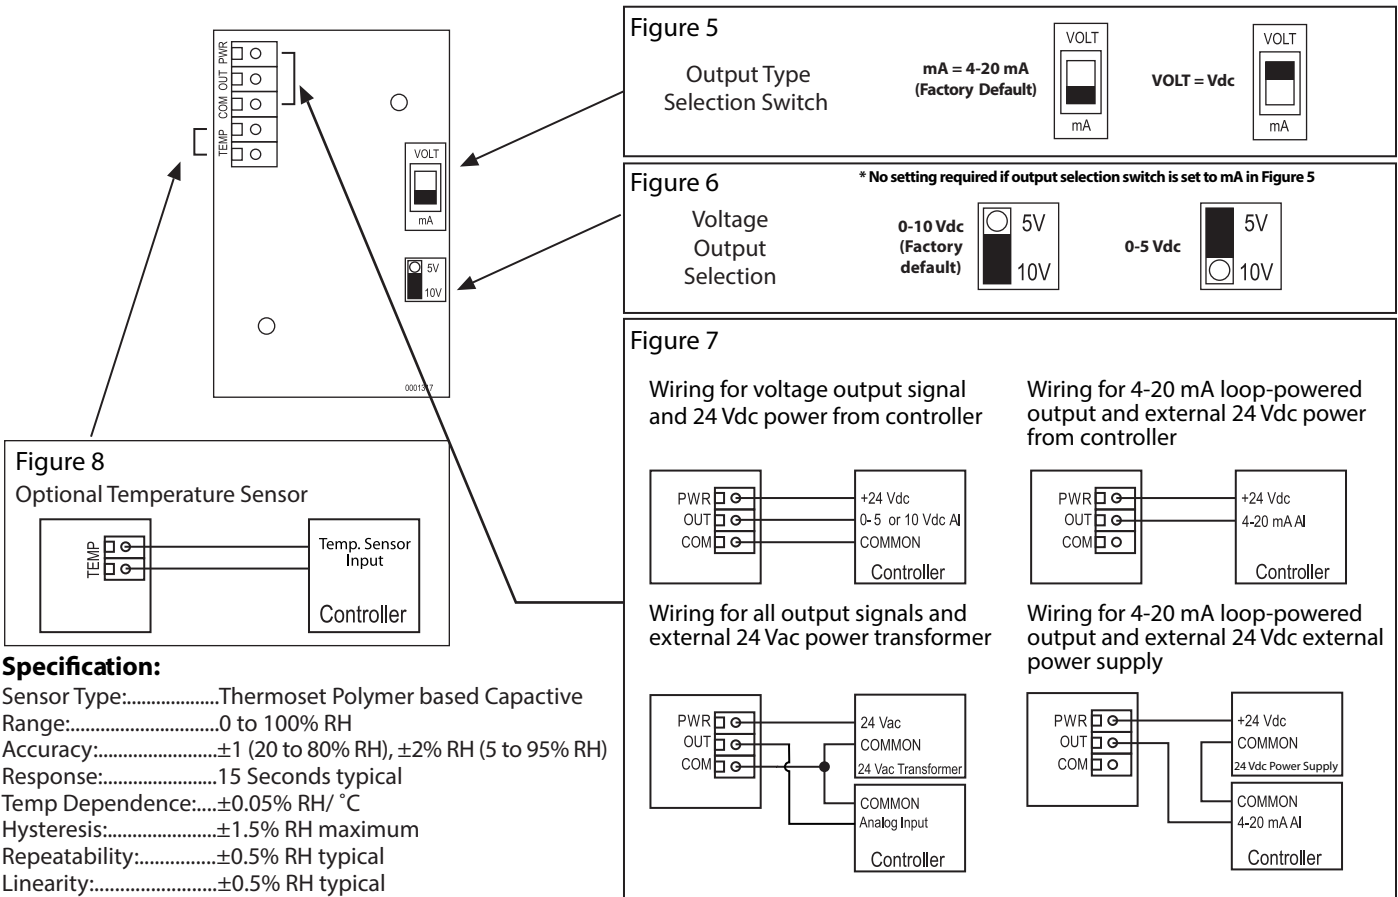 PWR
OUT
COM
TEMP
VOLT
mA
5V
10V
0001317
Figure 5
Output Type
Selection Switch
mA = 4-20 mA
(Factory Default)
VOLT
mA
VOLT = Vdc
VOLT
mA
Figure 6
* No setting required if output selection switch is set to mA in Figure 5
Voltage
Output
Selection
0-10 Vdc
(Factory
default)
5V
10V
0-5 Vdc
5V
10V
Figure 7
Wiring for voltage output signal
and 24 Vdc power from controller
PWR
OUT
COM
+24 Vdc
0-5 or 10 Vdc AI
COMMON
Controller
Wiring for 4-20 mA loop-powered
output and external 24 Vdc power
from controller
PWR
OUT
COM
+24 Vdc
4-20 mA AI
Controller
Wiring for all output signals and
external 24 Vac power transformer
PWR
OUT
COM
24 Vac
COMMON
24 Vac Transformer
COMMON
Analog Input
Controller
Wiring for 4-20 mA loop-powered
output and external 24 Vdc external
power supply
PWR
OUT
COM
+24 Vdc
COMMON
24 Vdc Power Supply
COMMON
4-20 mA AI
Controller
Figure 8
Optional Temperature Sensor
TEMP
Temp. Sensor
Input
Controller
Specification:
Sensor Type:...................Thermoset Polymer based Capactive
Range:...............................0 to 100% RH
Accuracy:........................±1 (20 to 80% RH), ±2% RH (5 to 95% RH)
Response:.......................15 Seconds typical
Temp Dependence:....±0.05% RH/ ˚C
Hysteresis:......................±1.5% RH maximum
Repeatability:...............±0.5% RH typical
Linearity:.........................±0.5% RH typical